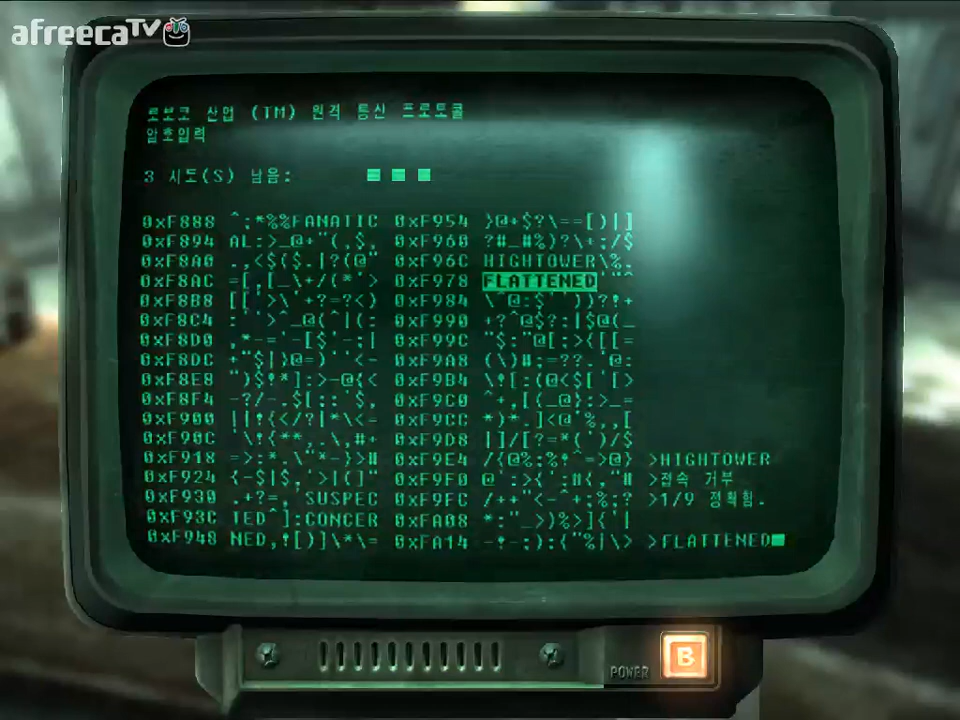 afreecaTV
로보코 산업 (TM) 원격 통신 프로토콜
암호입력
3 시도(S) 남음:
0xF888 ^;*%%FANATIC 0xF954 }@+$?\==[)|]
0xF894 AL:>_@+"(,$, 0xF960 ?#_#%)?\+;/$
0xF8A0 .,<$($.|?(@" 0xF96C HIGHTOWER\%.
0xF8AC =[,[_\+/(*'> 0xF978 FLATTENED'"^
0xF8B8 [['>\'+?=?<) 0xF984
0xF8C4 0xF990 +?^@$?:|$@(_
0xF8D0 0xF99C "$:"@[:>{[[=
0xF8DC +"$|}@=) 0xF9A8
0xF8E8 ")$!*]:>-@{< 0xF9B4 \![:(@<$['[>
0xF8F4 0xF9C0 ^+,[(_@}:>_=
0xF900 ||!{</?|*\<- 0xF9CC *)*.]<@'%,,[
0xF90C 0xF9D8 |]/[?=*(')/$
0xF918 =>:*.\"*-}># 0xF9E4 /{@%:%!^=>@} >HIGHTOWER
0xF924 {-$|$,'>|()" 0xF9F0 @':>{':#{,"# >접속 거부
0xF930 .+?=,'SUSPEC 0xF9FC /++"<-^+;%;? >1/9 정확힘.
0xF93C TED^]:CONCER 0xFA08 *:"_>)%>]{'|
0xF948 NED,![)]\*\= 0xFA14 -!-;):{"%|\> >FLATTENED
POWER
B